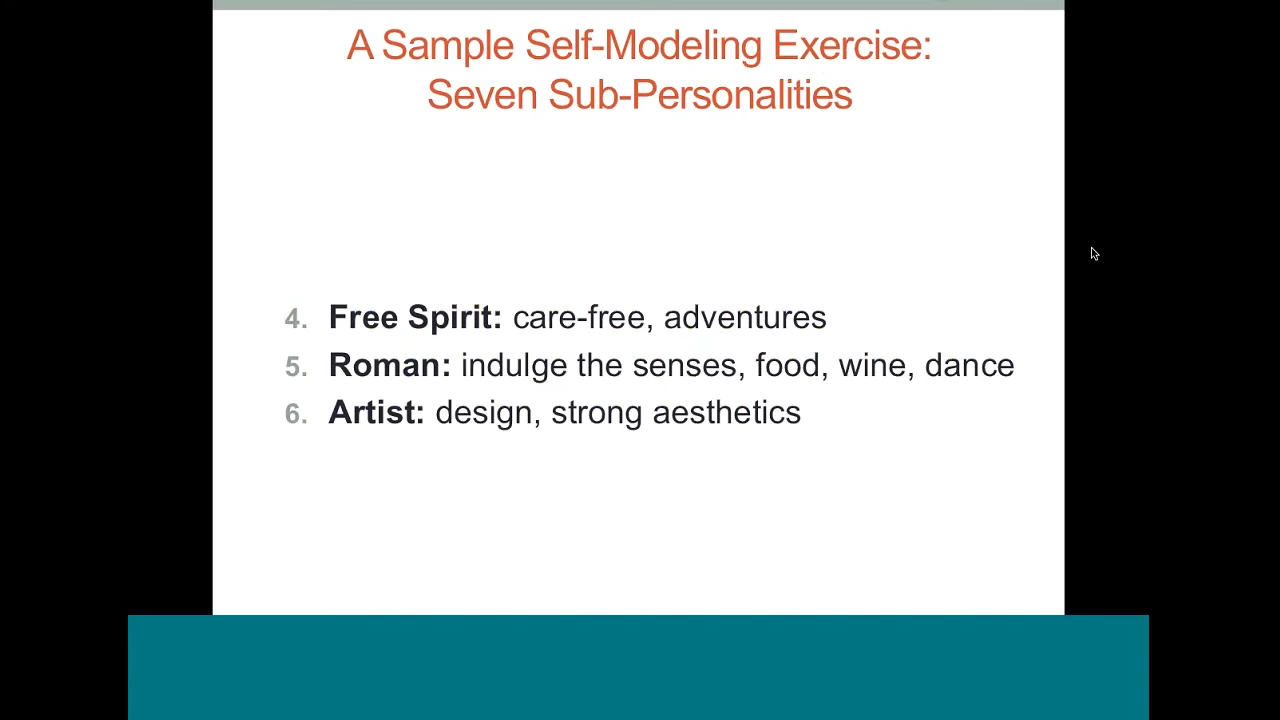 A Sample Self-Modeling Exercise:
Seven Sub-Personalities
4. Free Spirit: care-free, adventures
5. Roman: indulge the senses, food, wine, dance
6. Artist: design, strong aesthetics